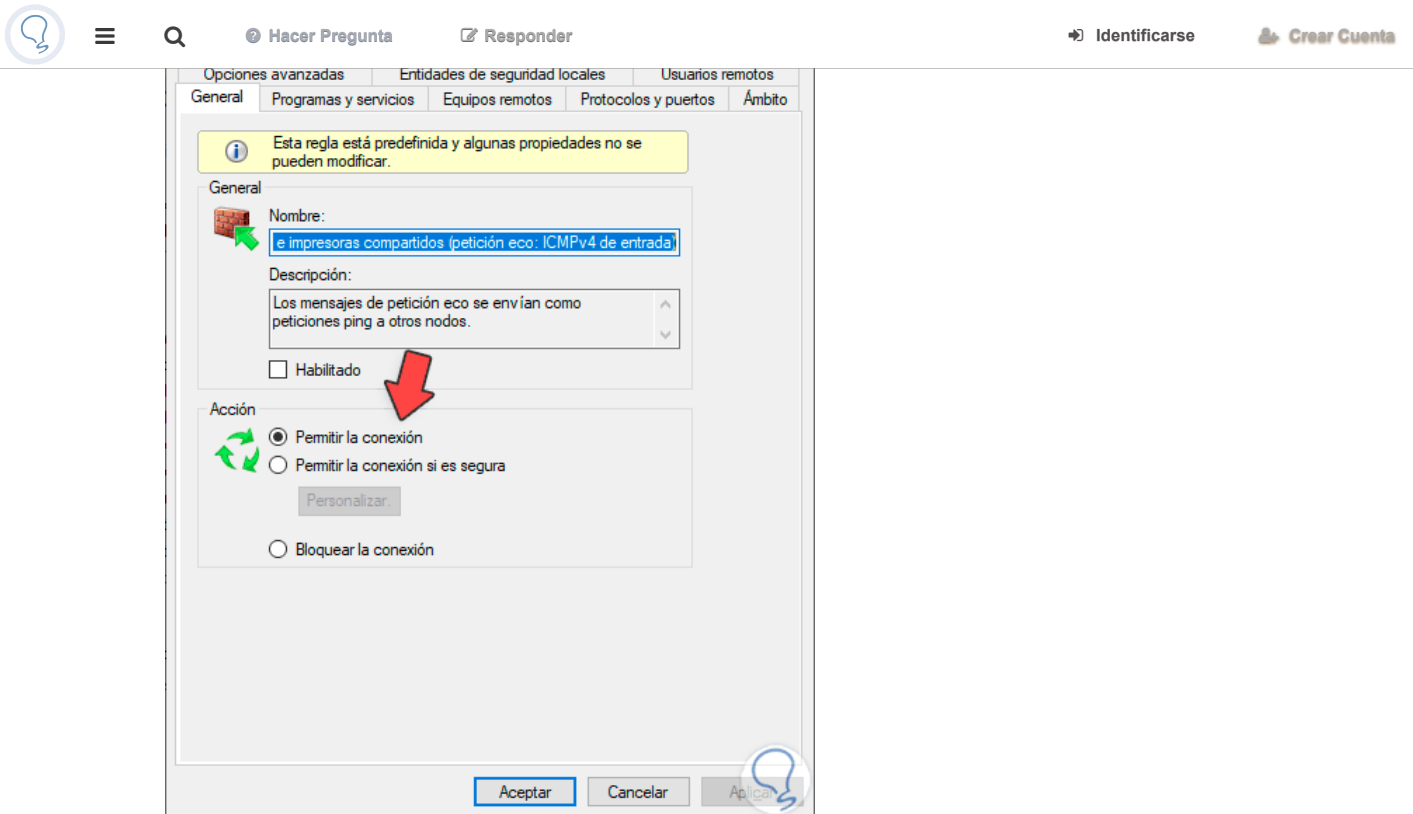 Hacer Pregunta
Responder
Identificarse
Crear Cuenta
Opciones avanzadas
Entidades de seguridad locales
Usuarios remotos
General
Programas y servicios
Equipos remotos
Protocolos y puertos
Ámbito
Esta regla está predefinida y algunas propiedades no se
pueden modificar.
General
Nombre:
e impresoras compartidos (petición eco: ICMPv4 de entrada)
Descripción:
Los mensajes de petición eco se envían como
peticiones ping a otros nodos.
Habilitado
Acción
Permitir la conexión
Permitir la conexión si es segura
Personalizar.
Bloquear la conexión
Aceptar
Cancelar
Aplicar